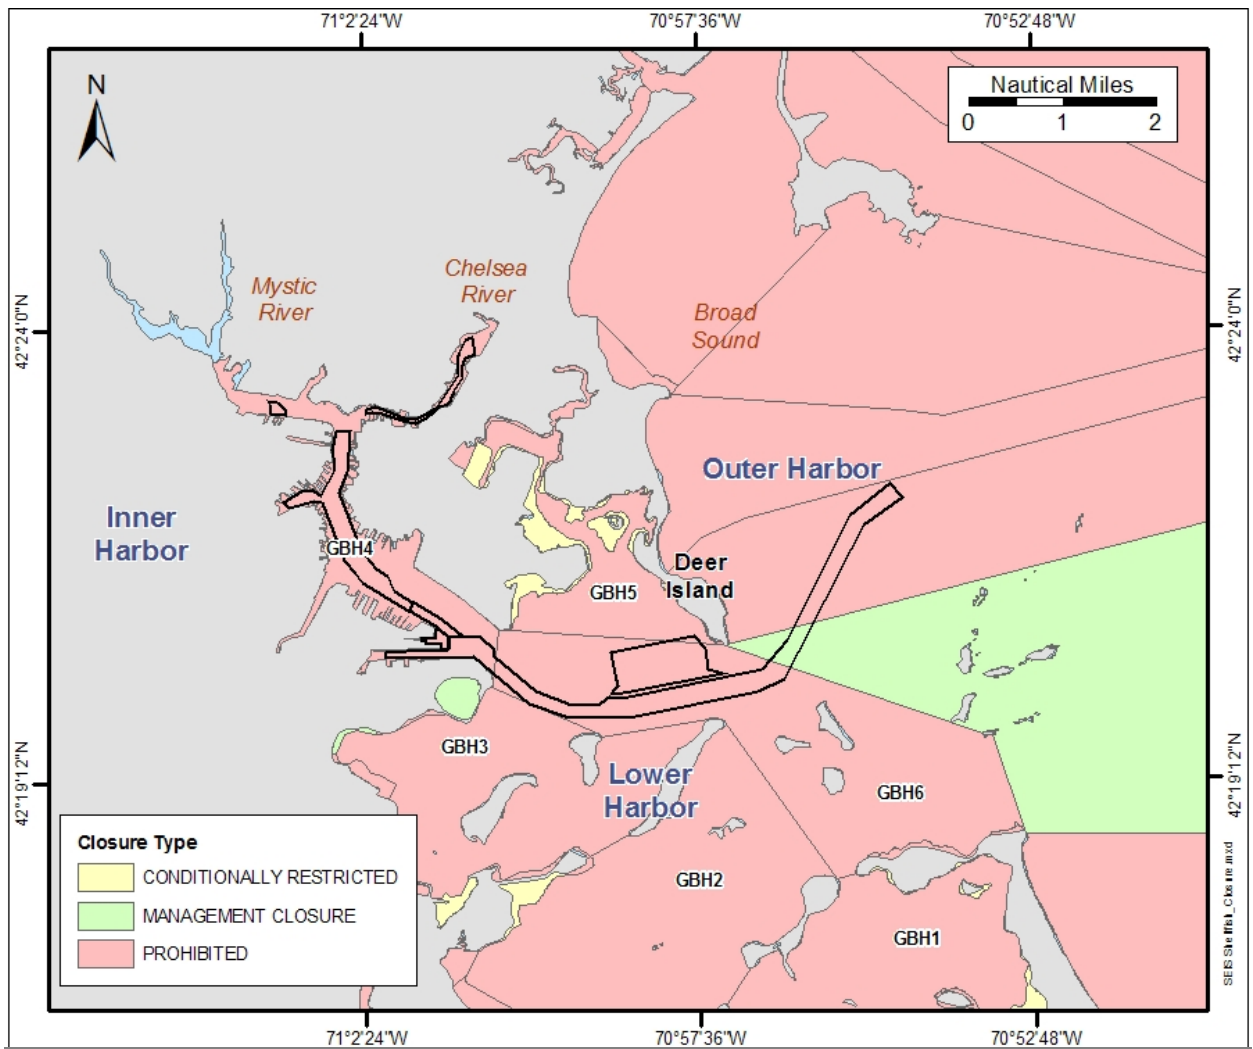 71°2'24"W
70°57'36"W
70°52'48"W
N
Nautical Miles
0 1 2
Mystic
River
Chelsea
River
Broad
Sound
42°24'0"N
42°24'0"N
Outer Harbor
Inner
Harbor
GBH4
Deer
Island
GBH5
GBH3
Lower
Harbor
GBH6
42°19'12"N
42°19'12"N
GBH2
GBH1
Closure Type
CONDITIONALLY RESTRICTED
MANAGEMENT CLOSURE
PROHIBITED
SEIS Shellfish_Closure.mxd
71°2'24"W
70°57'36"W
70°52'48"W